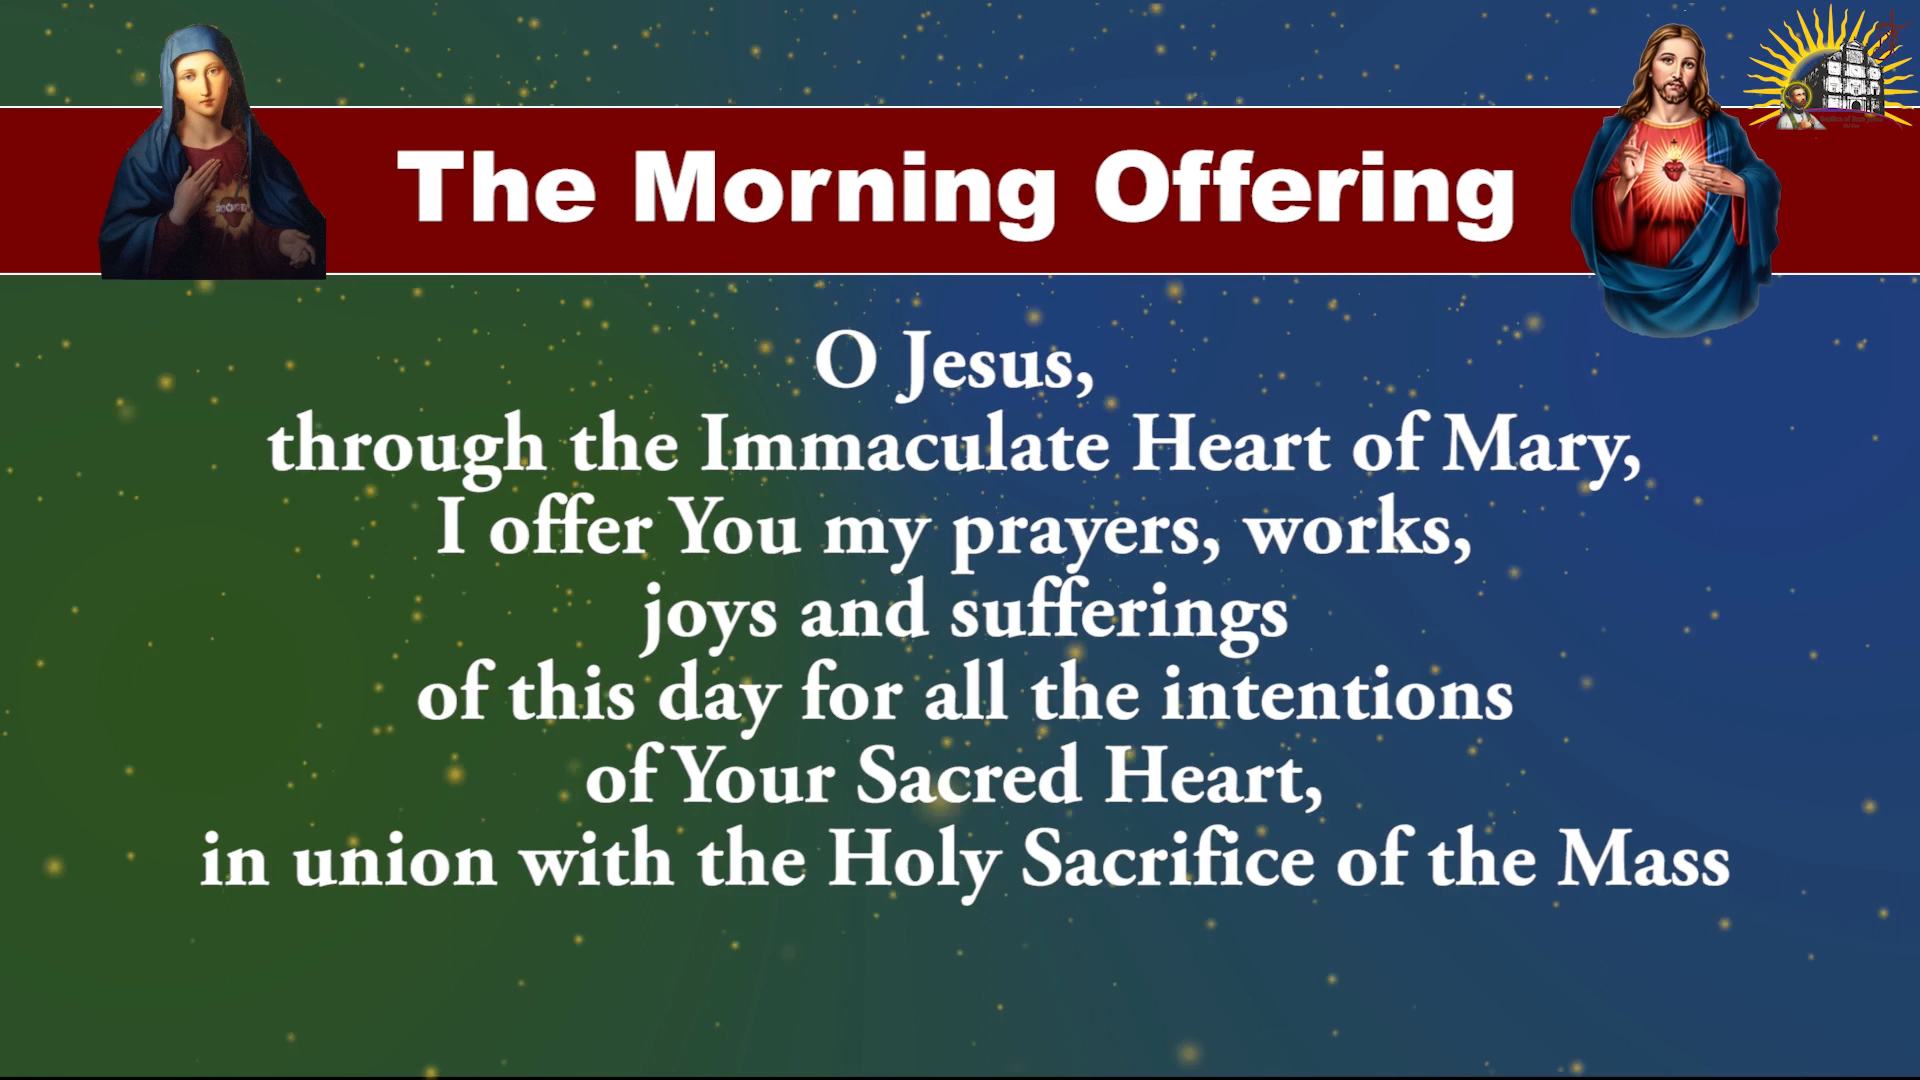 The Morning Offering
O Jesus,
through the Immaculate Heart of Mary,
I offer You my prayers, works,
joys and sufferings
of this day for all the intentions
of Your Sacred Heart,
in union with the Holy Sacrifice of the Mass